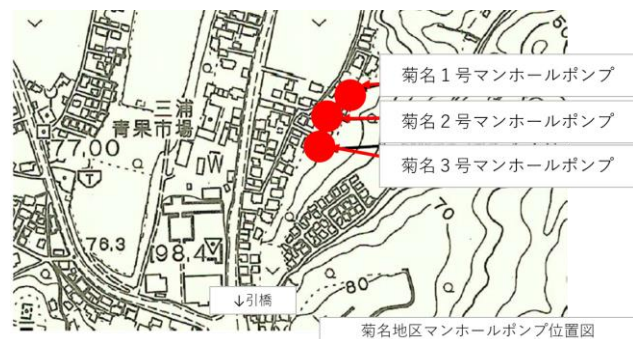 50
菊名１号マンホールポンプ
三浦
青果市場
菊名２号マンホールポンプ
77,00
菊名３号マンホールポンプ
W
76,3
98,4
70
80
↓引橋
菊名地区マンホールポンプ位置図